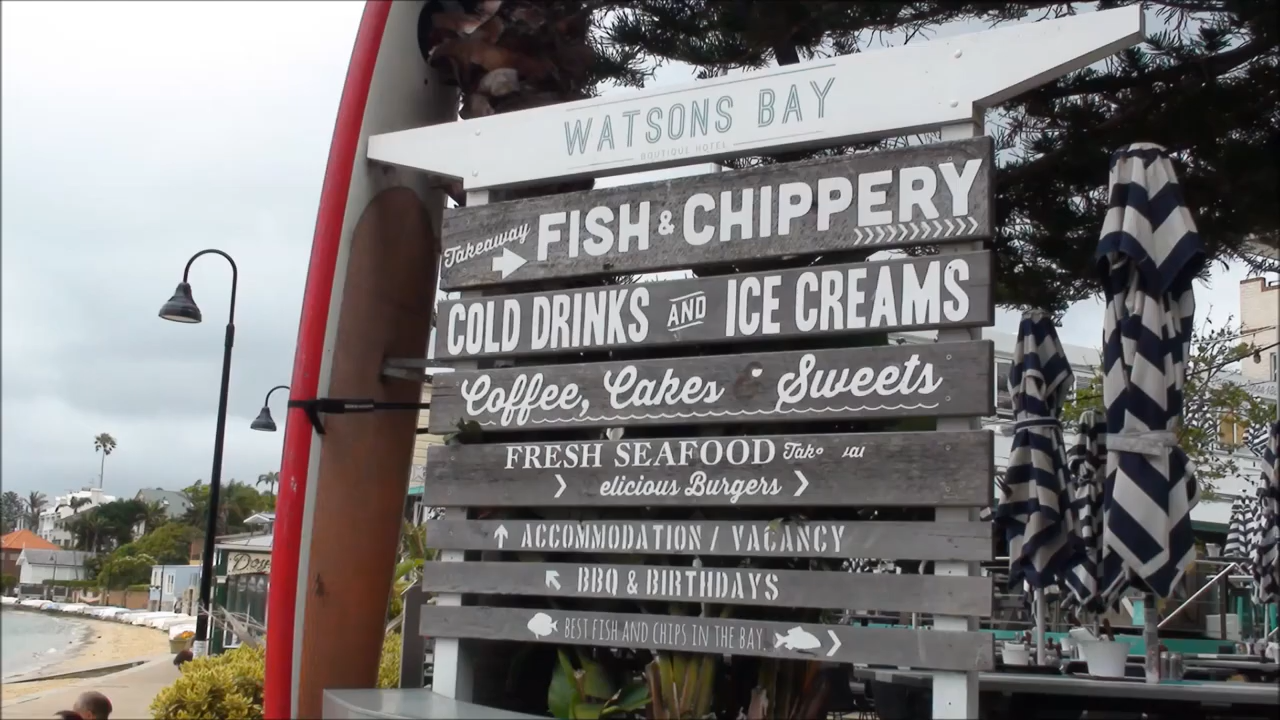 WATSONS BAY
BOUTIQUE HOTEL
Takeaway FISH & CHIPPERY
COLD DRINKS AND ICE CREAMS
Coffee, Cakes & Sweets
FRESH SEAFOOD
elicious Burgers
ACCOMMODATION / VACANCY
BBQ & BIRTHDAYS
BEST FISH AND CHIPS IN THE BAY.